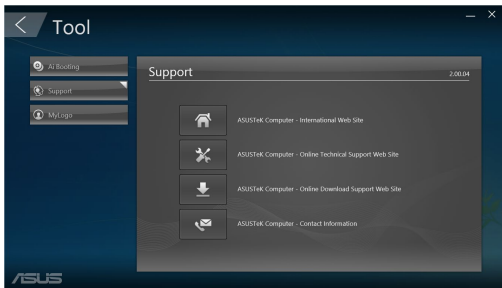 Tool
Ai Booting
Support
MyLogo
Support
2.00.04
ASUSTeK Computer - International Web Site
ASUSTeK Computer - Online Technical Support Web Site
ASUSTeK Computer - Online Download Support Web Site
ASUSTeK Computer - Contact Information
ASUS